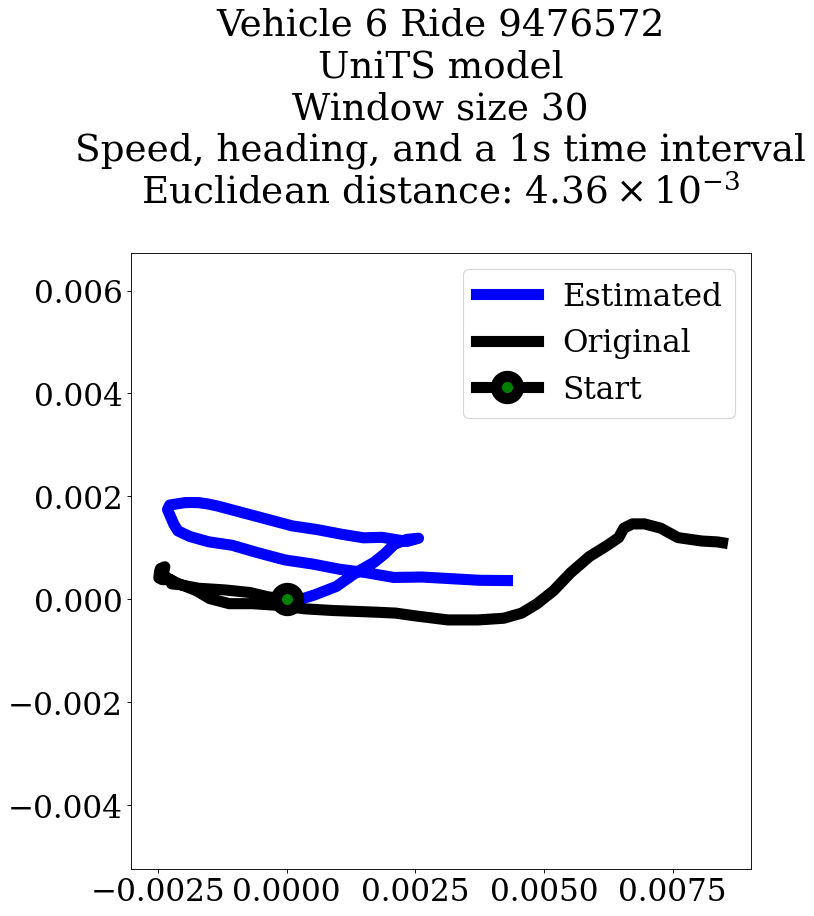 Vehicle 6 Ride 9476572
UniTS model
Window size 30
Speed, heading, and a 1s time interval
Euclidean distance: 4.36 × 10⁻³
Estimated
Original
Start
0.006
0.004
0.002
0.000
−0.002
−0.004
−0.0025 0.0000 0.0025 0.0050 0.0075